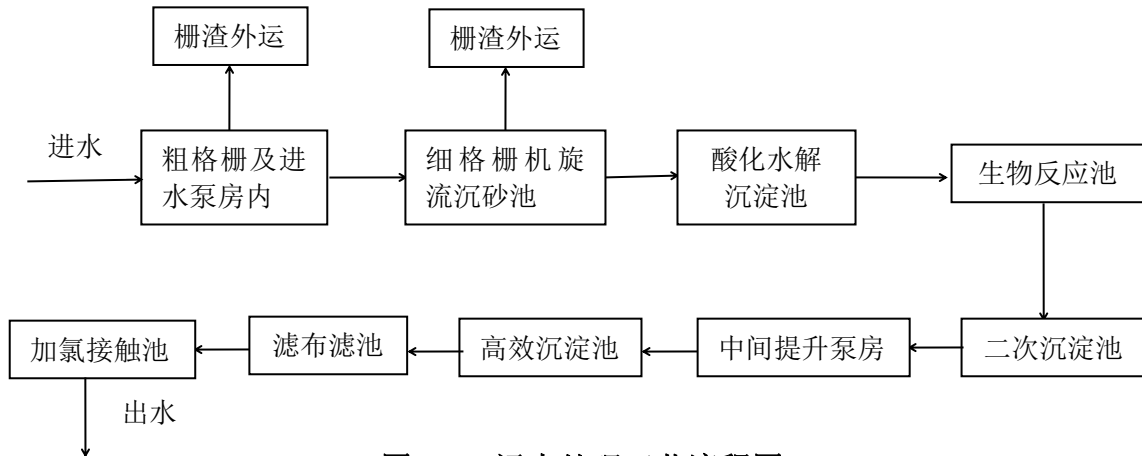 栅渣外运
栅渣外运
进水
粗格栅及进
水泵房内
细格栅机旋
流沉砂池
酸化水解
沉淀池
生物反应池
加氯接触池
滤布滤池
高效沉淀池
中间提升泵房
二次沉淀池
出水